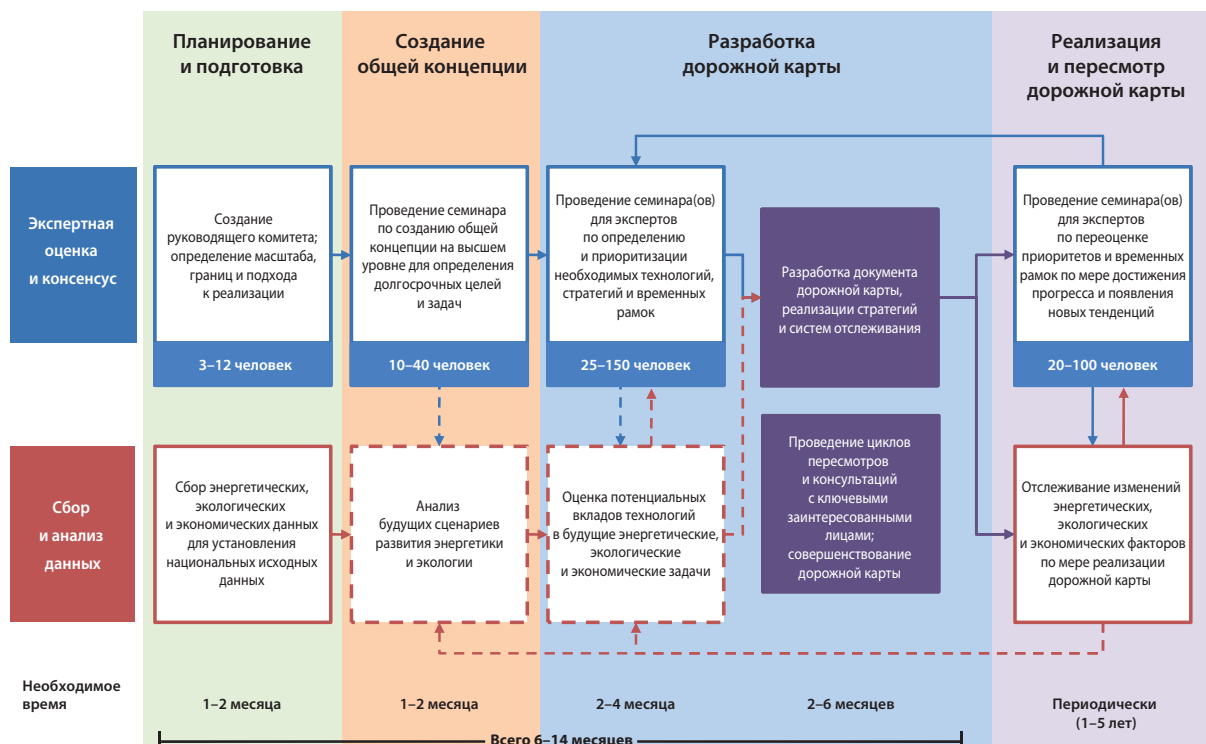 Планирование
и подготовка
Создание
общей концепции
Разработка
дорожной карты
Реализация
и пересмотр
дорожной карты
Экспертная
оценка
и консенсус
Создание
руководящего комитета;
определение масштаба,
границ и подхода
к реализации
3–12 человек
Проведение семинара
по созданию общей
концепции на высшем
уровне для определения
долгосрочных целей
и задач
10–40 человек
Проведение семинара(ов)
для экспертов
по определению
и приоритизации
необходимых технологий,
стратегий и временных
рамок
25–150 человек
Разработка документа
дорожной карты,
реализации стратегий
и систем отслеживания
Проведение семинара(ов)
для экспертов
по переоценке
приоритетов и временных
рамок по мере достижения
прогресса и появления
новых тенденций
20–100 человек
Сбор
и анализ
данных
Сбор энергетических,
экологических
и экономических данных
для установления
национальных исходных
данных
Анализ
будущих сценариев
развития энергетики
и экологии
Оценка потенциальных
вкладов технологий
в будущие энергетические,
экологические
и экономические задачи
Проведение циклов
пересмотров
и консультаций
с ключевыми
заинтересованными
лицами;
совершенствование
дорожной карты
Отслеживание изменений
энергетических,
экологических
и экономических факторов
по мере реализации
дорожной карты
Необходимое
время
1–2 месяца
1–2 месяца
2–4 месяца
2–6 месяцев
Периодически
(1–5 лет)
Всего 6–14 месяцев